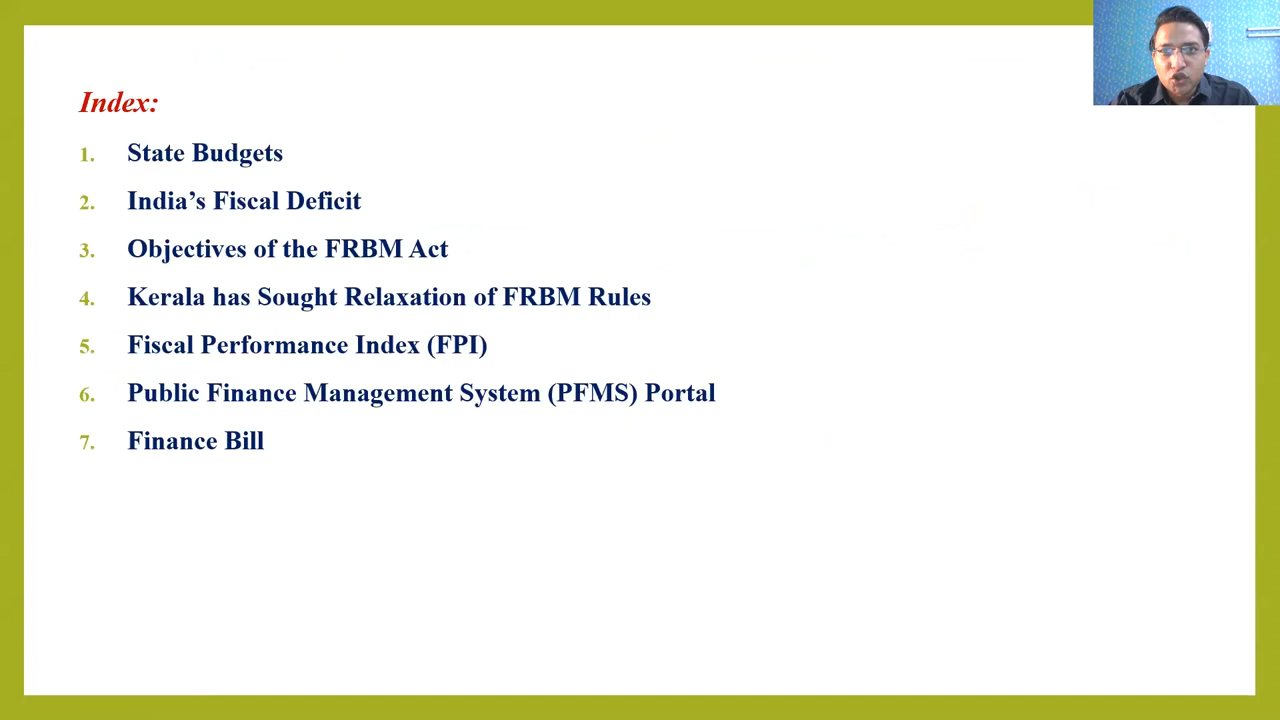 Index:
1. State Budgets
2. India’s Fiscal Deficit
3. Objectives of the FRBM Act
4. Kerala has Sought Relaxation of FRBM Rules
5. Fiscal Performance Index (FPI)
6. Public Finance Management System (PFMS) Portal
7. Finance Bill